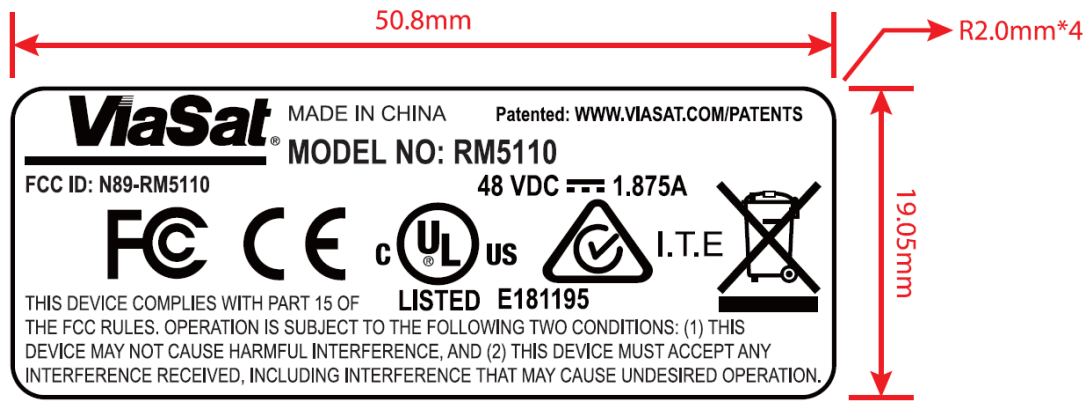 50.8mm
R2.0mm*4
ViaSat®
MADE IN CHINA
Patented: WWW.VIASAT.COM/PATENTS
MODEL NO: RM5110
FCC ID: N89-RM5110
48 VDC 1.875A
FC CE C UL® US I.T.E
LISTED E181195
19.05mm
THIS DEVICE COMPLIES WITH PART 15 OF
THE FCC RULES. OPERATION IS SUBJECT TO THE FOLLOWING TWO CONDITIONS: (1) THIS
DEVICE MAY NOT CAUSE HARMFUL INTERFERENCE, AND (2) THIS DEVICE MUST ACCEPT ANY
INTERFERENCE RECEIVED, INCLUDING INTERFERENCE THAT MAY CAUSE UNDESIRED OPERATION.